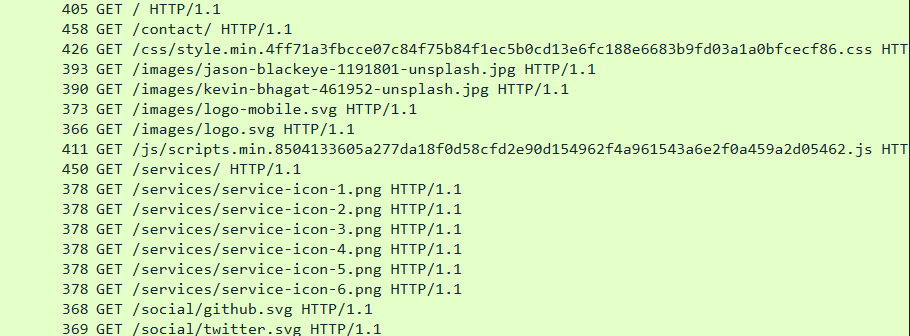 405 GET / HTTP/1.1
458 GET /contact/ HTTP/1.1
426 GET /css/style.min.4ff71a3fbcce07c84f75b84f1ec5b0cd13e6fc188e6683b9fd03a1a0bfcecf86.css HTT
393 GET /images/jason-blackeye-1191801-unsplash.jpg HTTP/1.1
390 GET /images/kevin-bhagat-461952-unsplash.jpg HTTP/1.1
373 GET /images/logo-mobile.svg HTTP/1.1
366 GET /images/logo.svg HTTP/1.1
411 GET /js/scripts.min.8504133605a277da18f0d58cfd2e90d154962f4a961543a6e2f0a459a2d05462.js HTT
450 GET /services/ HTTP/1.1
378 GET /services/service-icon-1.png HTTP/1.1
378 GET /services/service-icon-2.png HTTP/1.1
378 GET /services/service-icon-3.png HTTP/1.1
378 GET /services/service-icon-4.png HTTP/1.1
378 GET /services/service-icon-5.png HTTP/1.1
378 GET /services/service-icon-6.png HTTP/1.1
368 GET /social/github.svg HTTP/1.1
369 GET /social/twitter.svg HTTP/1.1